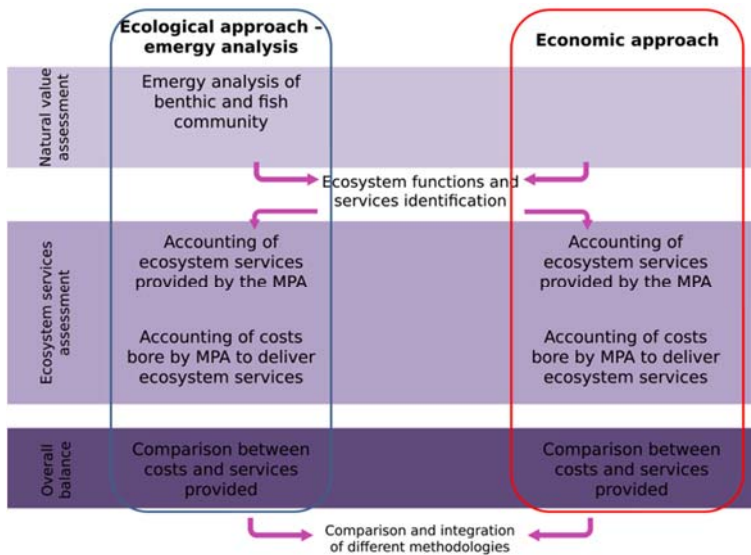 Ecological approach –
emergy analysis
Economic approach
Natural value
assessment
Emergy analysis of
benthic and fish
community
Ecosystem functions and
services identification
Ecosystem services
assessment
Accounting of
ecosystem services
provided by the MPA
Accounting of
ecosystem services
provided by the MPA
Accounting of costs
bore by MPA to deliver
ecosystem services
Accounting of costs
bore by MPA to deliver
ecosystem services
Overall
balance
Comparison between
costs and services
provided
Comparison between
costs and services
provided
Comparison and integration
of different methodologies